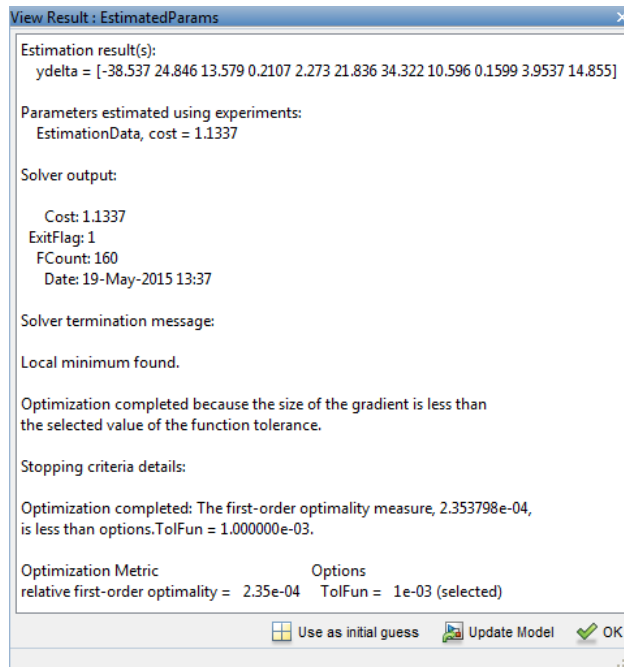 View Result : EstimatedParams
Estimation result(s):
ydelta = [-38.537 24.846 13.579 0.2107 2.273 21.836 34.322 10.596 0.1599 3.9537 14.855]
Parameters estimated using experiments:
EstimationData, cost = 1.1337
Solver output:
Cost: 1.1337
ExitFlag: 1
FCount: 160
Date: 19-May-2015 13:37
Solver termination message:
Local minimum found.
Optimization completed because the size of the gradient is less than
the selected value of the function tolerance.
Stopping criteria details:
Optimization completed: The first-order optimality measure, 2.353798e-04,
is less than options.TolFun = 1.000000e-03.
Optimization Metric Options
relative first-order optimality = 2.35e-04 TolFun = 1e-03 (selected)
Use as initial guess Update Model OK